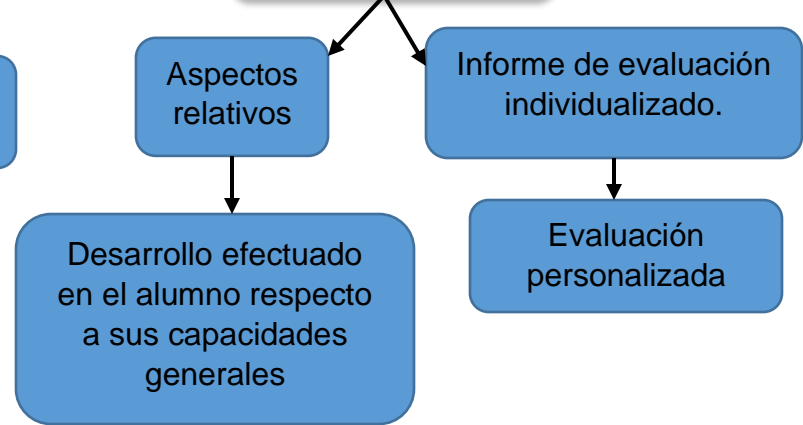 Aspectos
relativos
Informe de evaluación
individualizado.
Desarrollo efectuado
en el alumno respecto
a sus capacidades
generales
Evaluación
personalizada